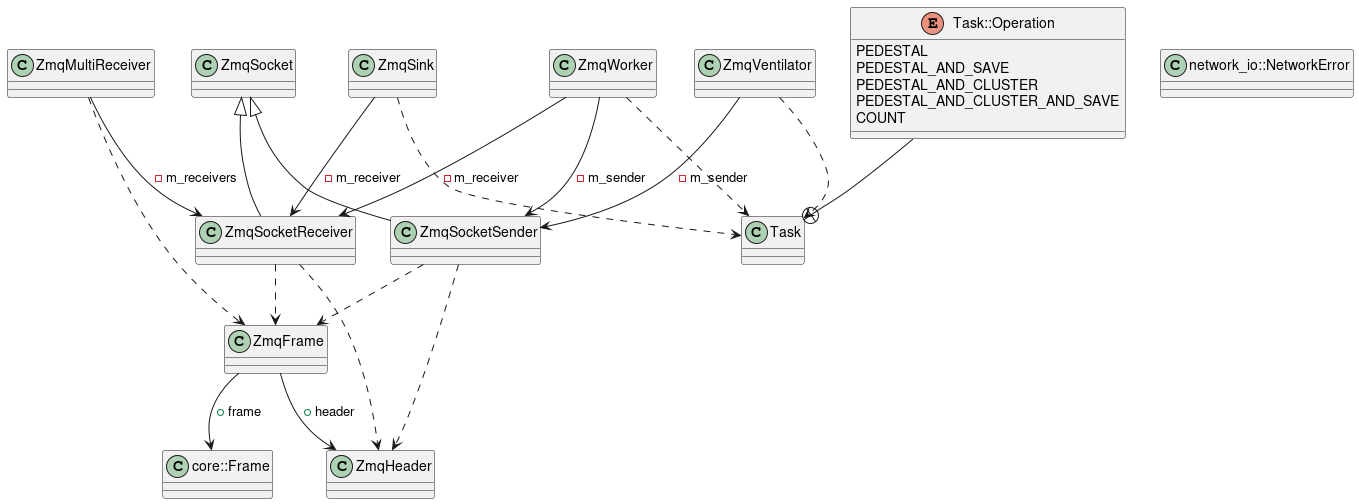 Task::Operation
PEDESTAL
PEDESTAL_AND_SAVE
PEDESTAL_AND_CLUSTER
PEDESTAL_AND_CLUSTER_AND_SAVE
COUNT
ZmqMultiReceiver
ZmqSocket
ZmqSink
ZmqWorker
ZmqVentilator
network_io::NetworkError
m_receivers
m_receiver
m_receiver
m_sender
m_sender
ZmqSocketReceiver
ZmqSocketSender
Task
ZmqFrame
frame
header
core::Frame
ZmqHeader